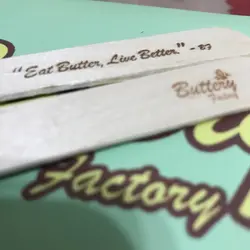 "Eat Butter, Live Better." - BF
Buttery
Factory
Factory